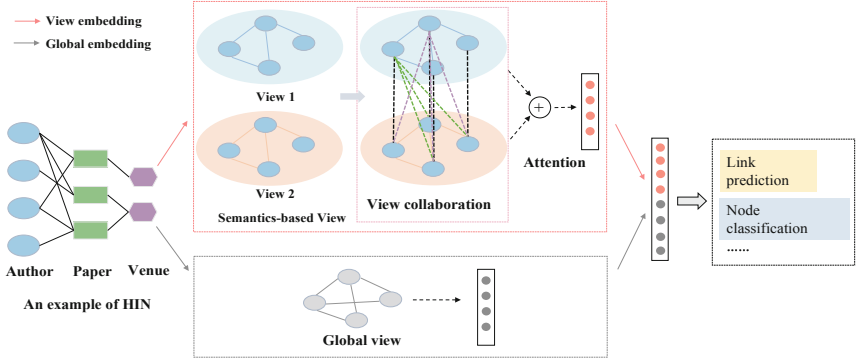 View embedding
Global embedding
View 1
View 2
Semantics-based View
View collaboration
+
Attention
Link
prediction
Node
classification
......
Author Paper Venue
An example of HIN
Global view